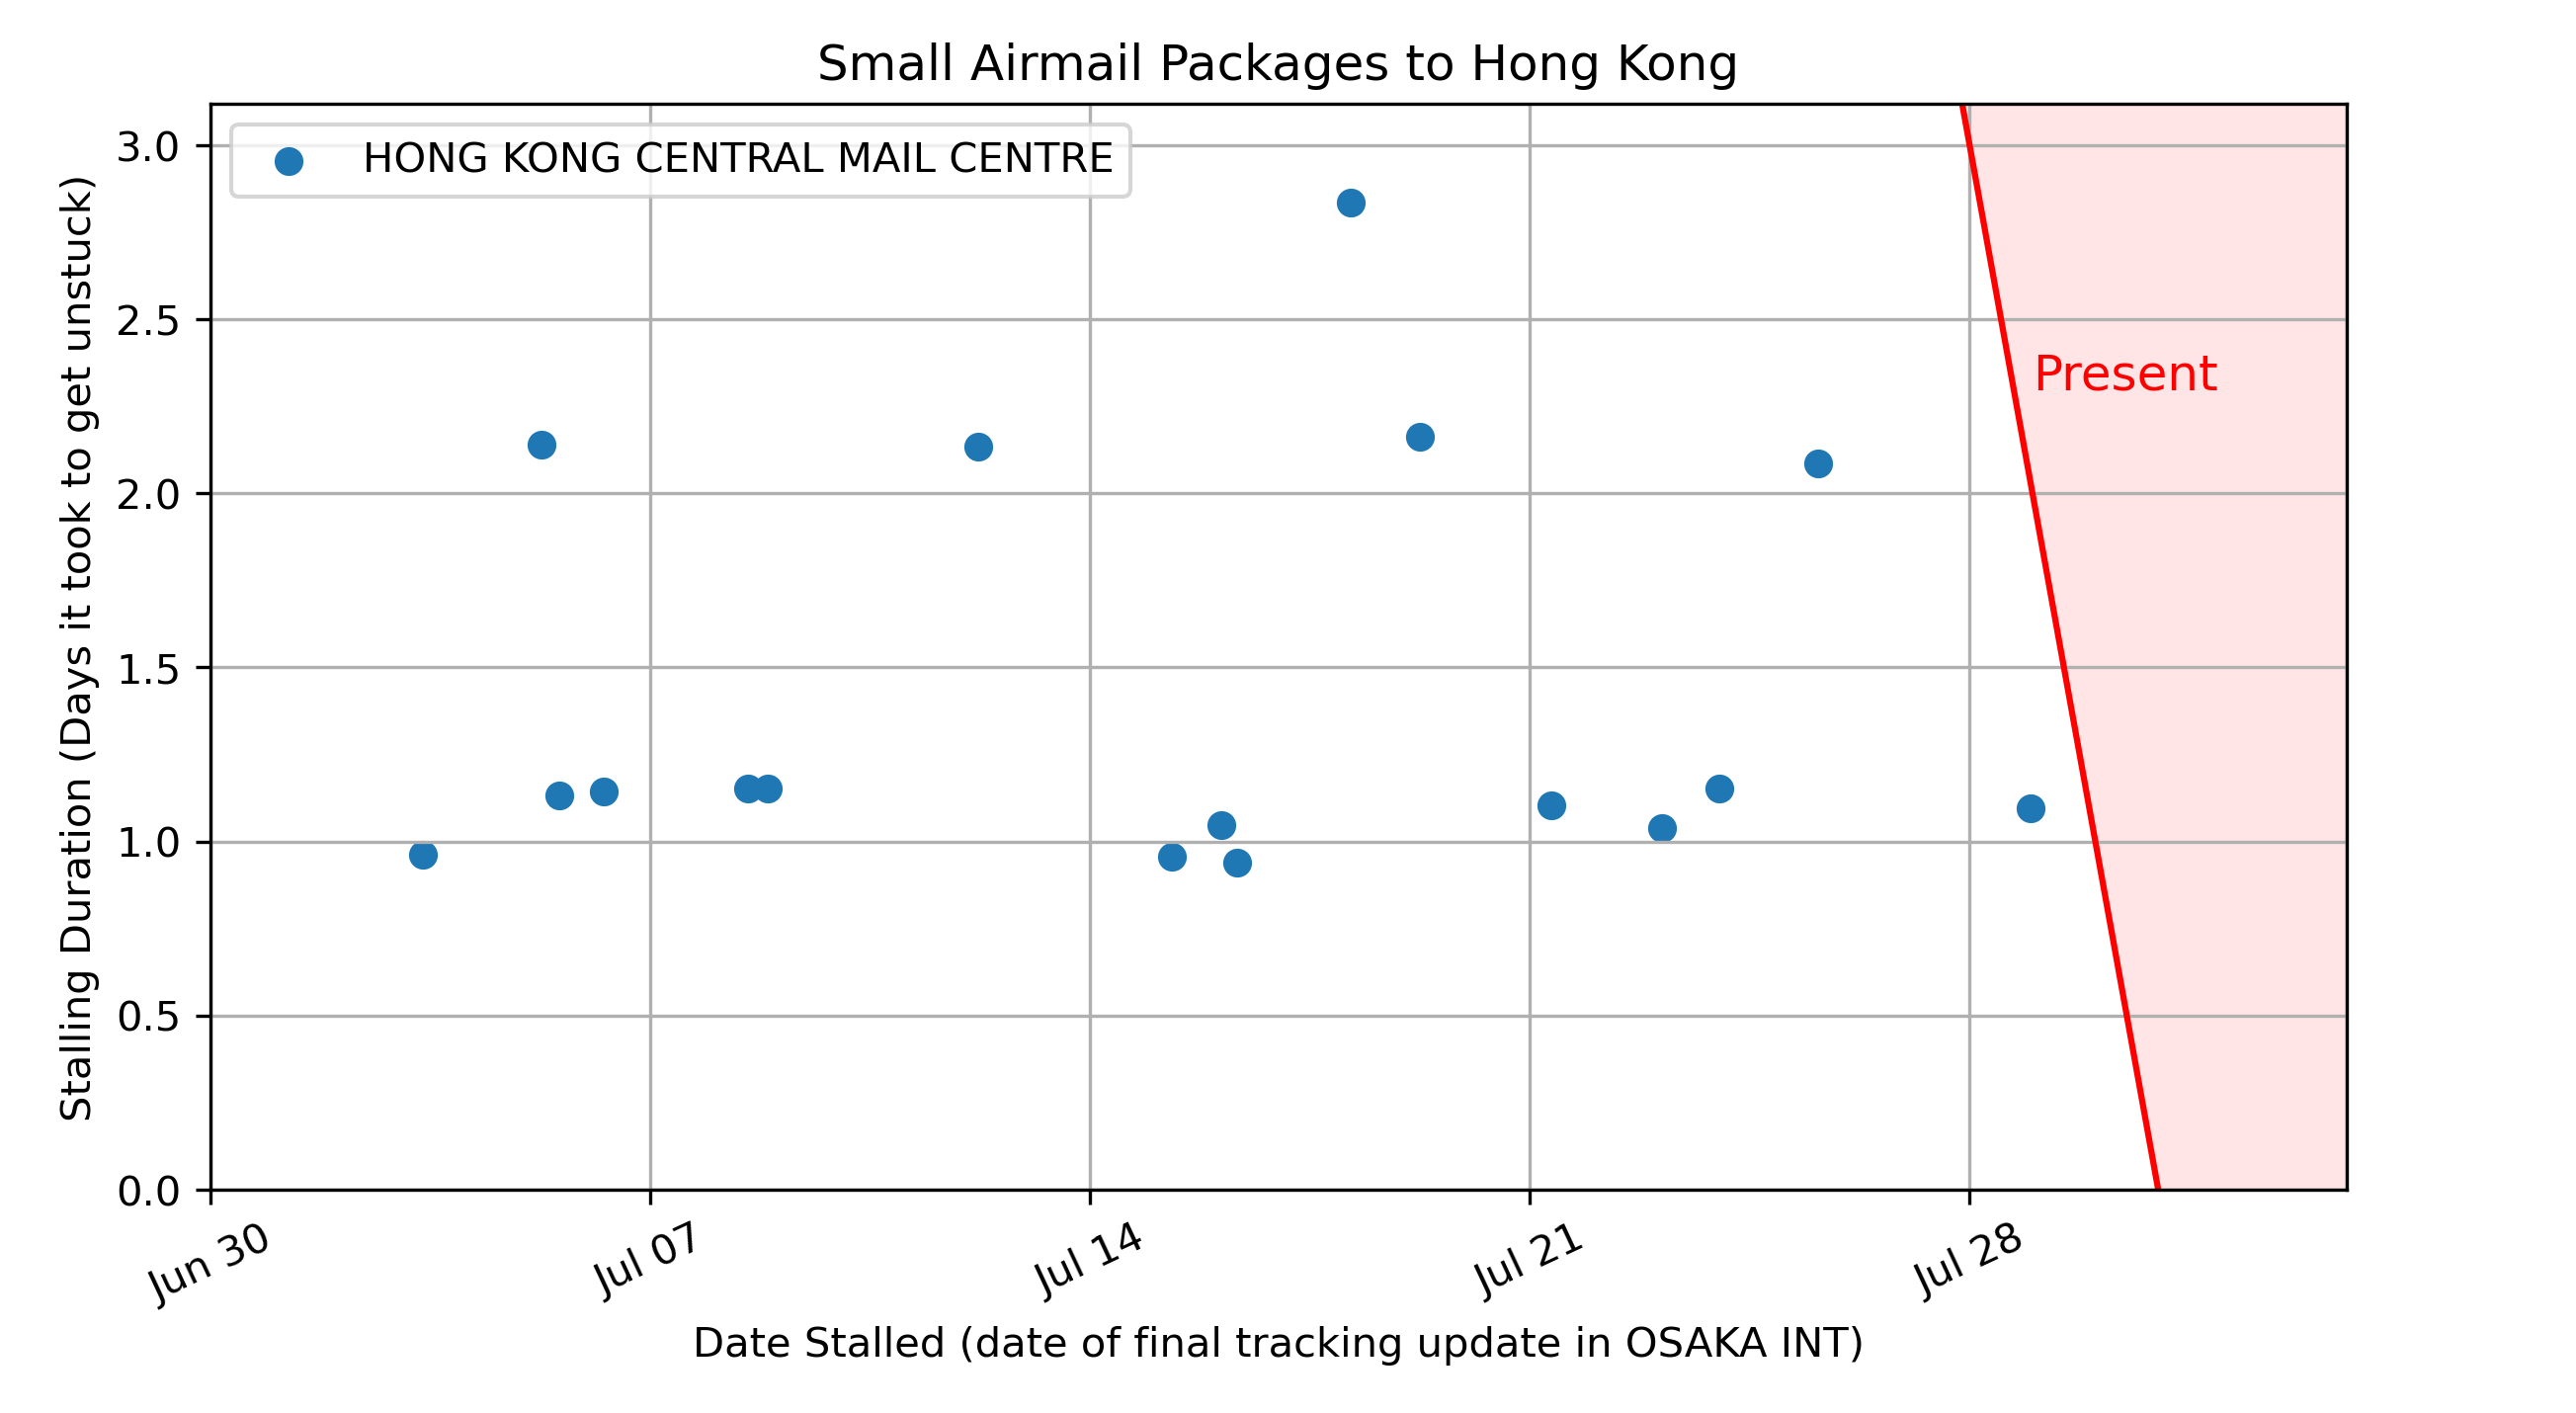 Small Airmail Packages to Hong Kong
HONG KONG CENTRAL MAIL CENTRE
Stalling Duration (Days it took to get unstuck)
3.0
2.5
2.0
1.5
1.0
0.5
0.0
Present
Jun 30
Jul 07
Jul 14
Jul 21
Jul 28
Date Stalled (date of final tracking update in OSAKA INT)